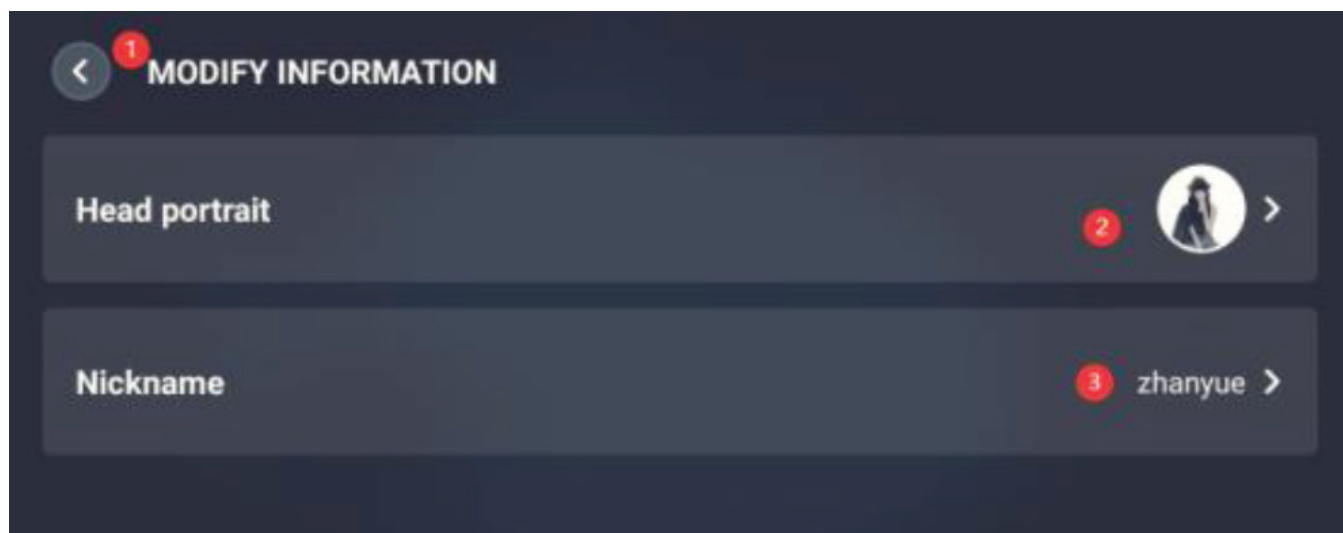 1
MODIFY INFORMATION
Head portrait
2
Nickname
3 zhanyue